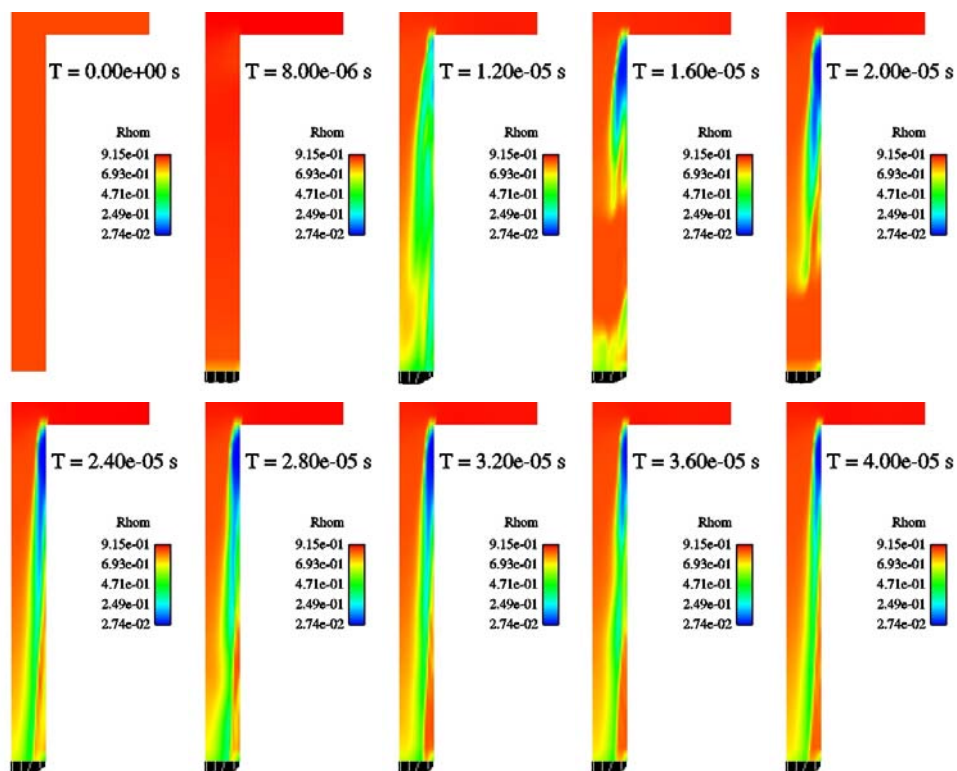 T = 0.00e+00 s
Rhom
9.15e-01
6.93e-01
4.71e-01
2.49e-01
2.74e-02
T = 8.00e-06 s
Rhom
9.15e-01
6.93e-01
4.71e-01
2.49e-01
2.74e-02
T = 1.20e-05 s
Rhom
9.15e-01
6.93e-01
4.71e-01
2.49e-01
2.74e-02
T = 1.60e-05 s
Rhom
9.15e-01
6.93e-01
4.71e-01
2.49e-01
2.74e-02
T = 2.00e-05 s
Rhom
9.15e-01
6.93e-01
4.71e-01
2.49e-01
2.74e-02
T = 2.40e-05 s
Rhom
9.15e-01
6.93e-01
4.71e-01
2.49e-01
2.74e-02
T = 2.80e-05 s
Rhom
9.15e-01
6.93e-01
4.71e-01
2.49e-01
2.74e-02
T = 3.20e-05 s
Rhom
9.15e-01
6.93e-01
4.71e-01
2.49e-01
2.74e-02
T = 3.60e-05 s
Rhom
9.15e-01
6.93e-01
4.71e-01
2.49e-01
2.74e-02
T = 4.00e-05 s
Rhom
9.15e-01
6.93e-01
4.71e-01
2.49e-01
2.74e-02